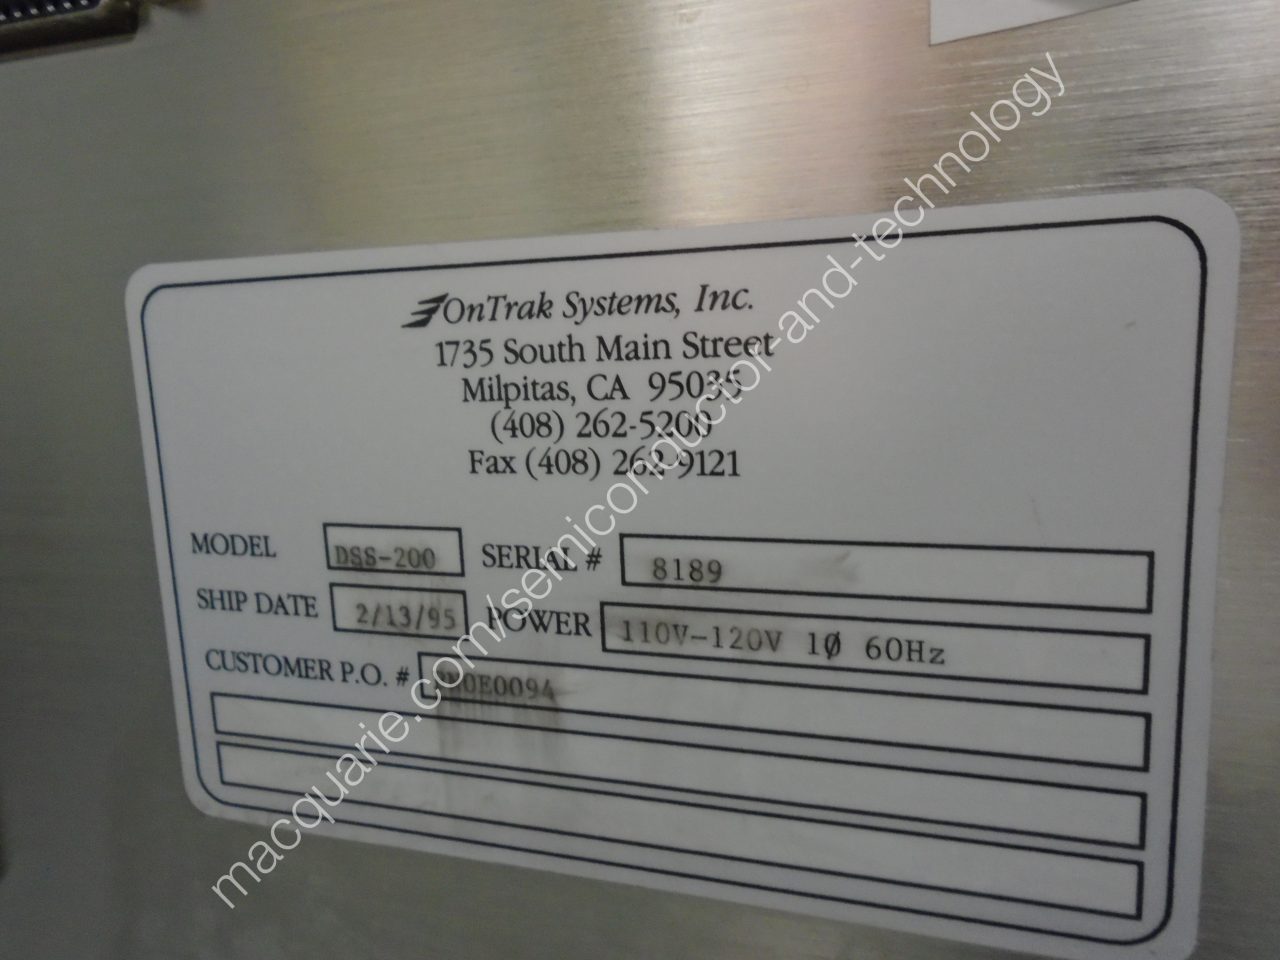 OnTrak Systems, Inc.
1735 South Main Street
Milpitas, CA 95035
(408) 262-5200
Fax (408) 262-9121
MODEL DSS-200 SERIAL # 8189
SHIP DATE 2/13/95 POWER 110V-120V 1Ø 60Hz
CUSTOMER P.O. #
macquarie.com/semiconductor-and-technology